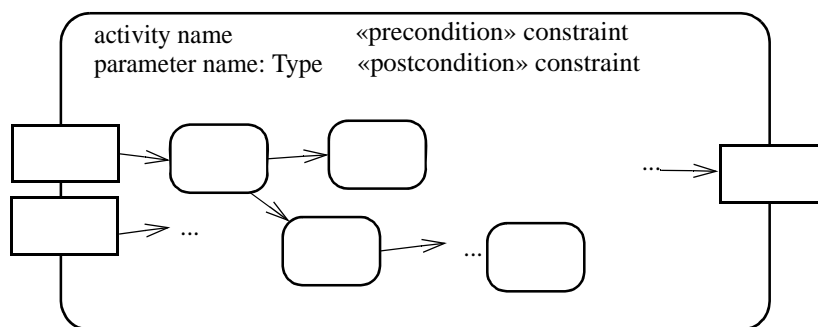 activity name «precondition» constraint
parameter name: Type «postcondition» constraint
...
...
...